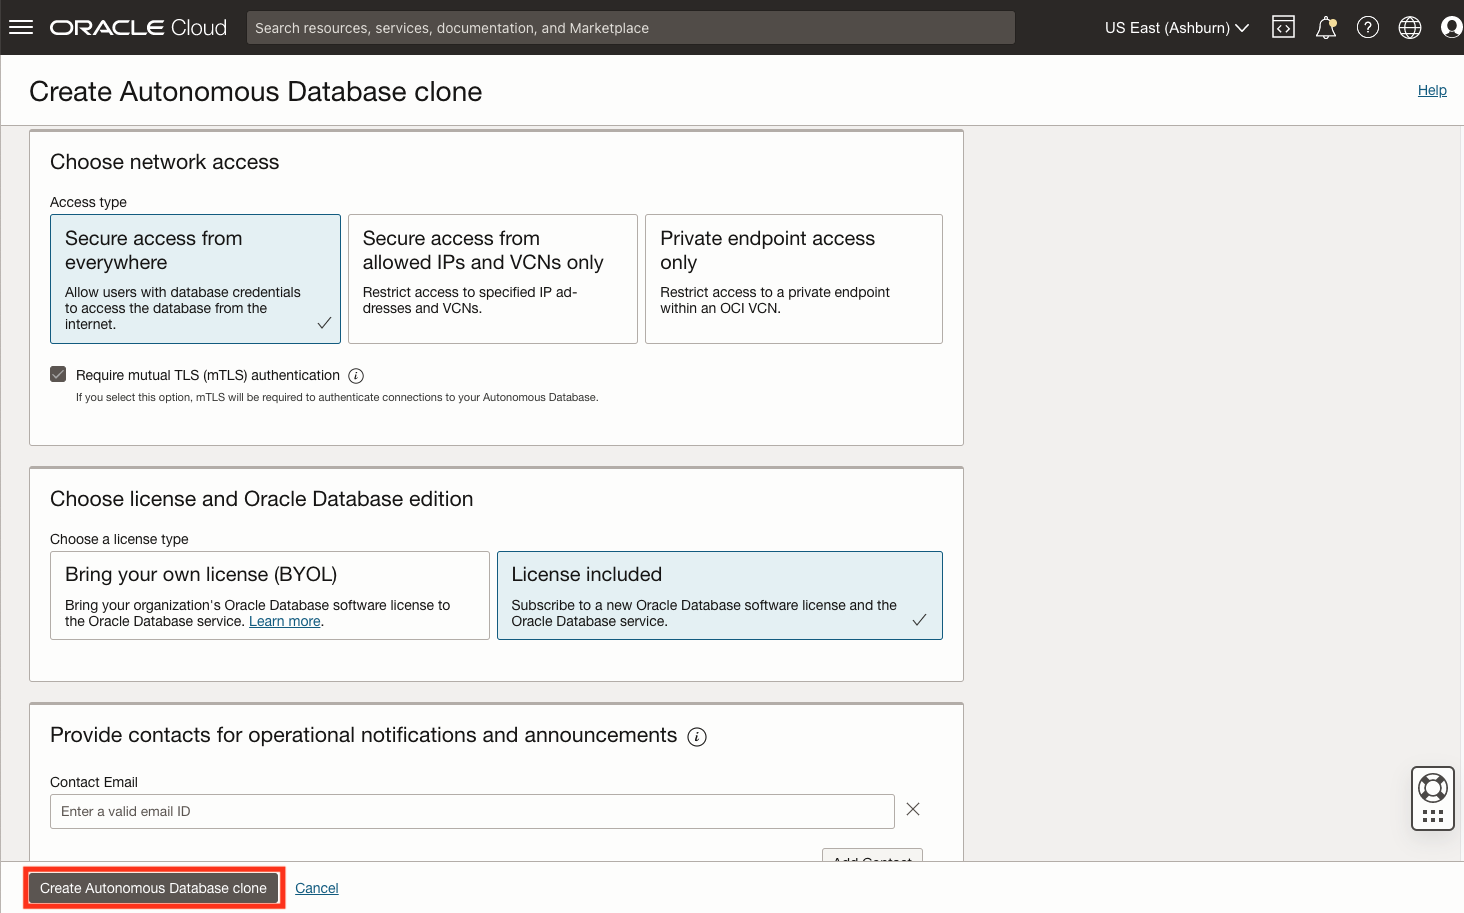 ORACLE Cloud
Search resources, services, documentation, and Marketplace
US East (Ashburn)
Create Autonomous Database clone
Help
Choose network access
Access type
Secure access from
everywhere
Allow users with database credentials
to access the database from the
internet.
Secure access from
allowed IPs and VCNs only
Restrict access to specified IP ad-
dresses and VCNs.
Private endpoint access
only
Restrict access to a private endpoint
within an OCI VCN.
Require mutual TLS (mTLS) authentication
If you select this option, mTLS will be required to authenticate connections to your Autonomous Database.
Choose license and Oracle Database edition
Choose a license type
Bring your own license (BYOL)
Bring your organization's Oracle Database software license to
the Oracle Database service. Learn more.
License included
Subscribe to a new Oracle Database software license and the
Oracle Database service.
Provide contacts for operational notifications and announcements
Contact Email
Enter a valid email ID
Add Contact
Create Autonomous Database clone
Cancel